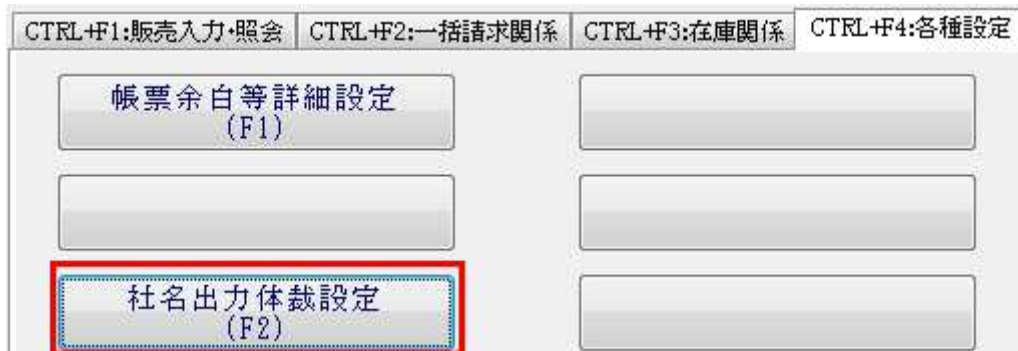 CTRL+F1:販売入力・照会 CTRL+F2:一括請求関係 CTRL+F3:在庫関係 CTRL+F4:各種設定
帳票余白等詳細設定
(F1)
社名出力体裁設定
(F2)